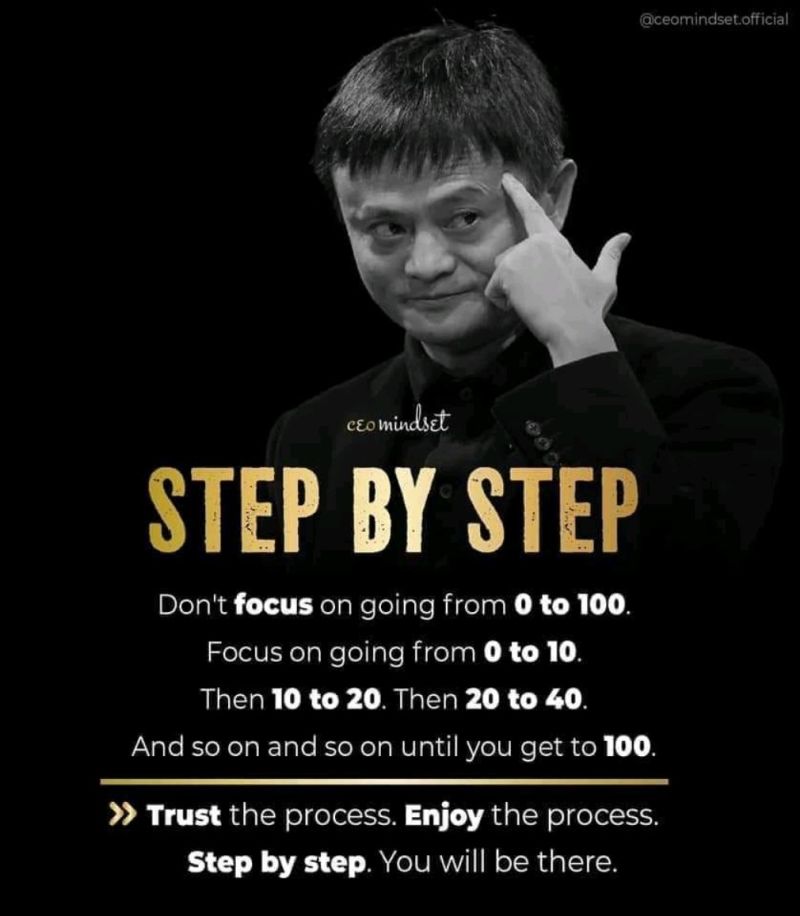 @ceomindset.official
CEO mindset
STEP BY STEP
Don't focus on going from 0 to 100.
Focus on going from 0 to 10.
Then 10 to 20. Then 20 to 40.
And so on and so on until you get to 100.
» Trust the process. Enjoy the process.
Step by step. You will be there.